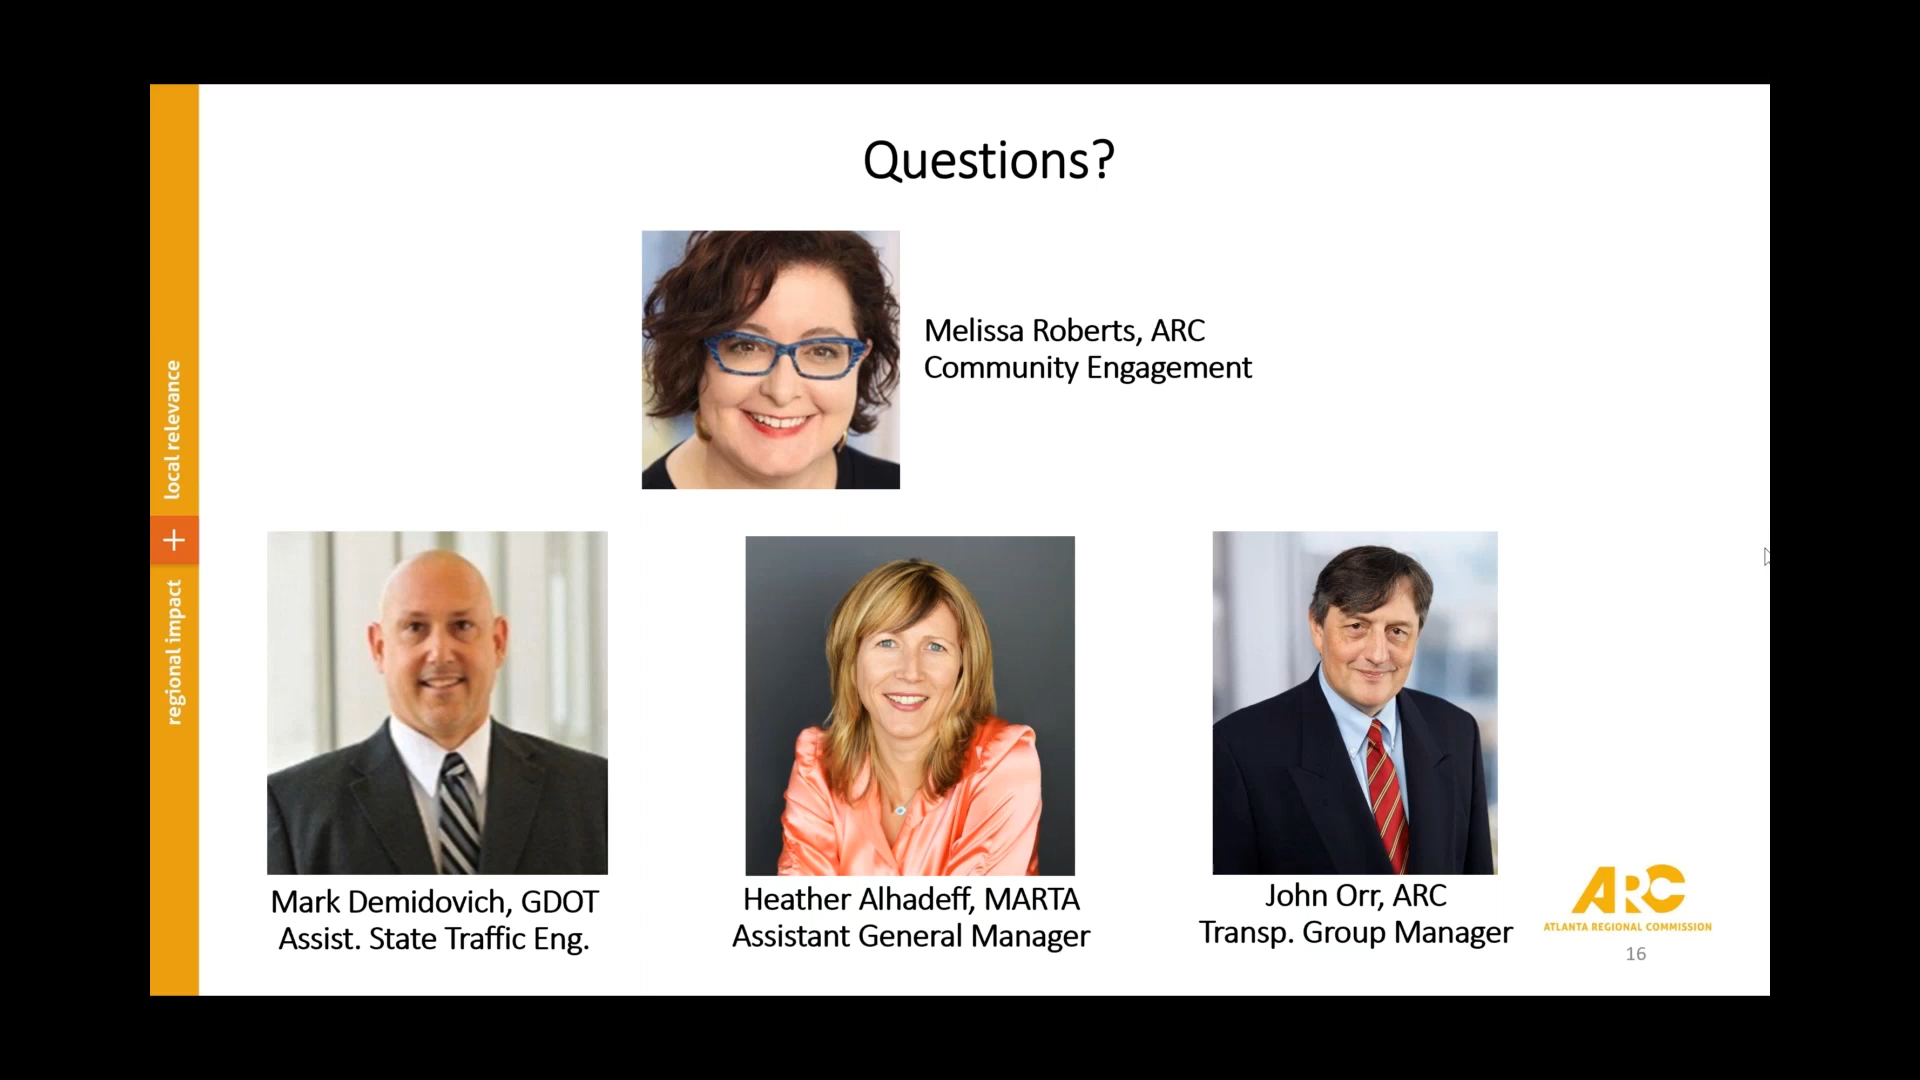 Questions?
Melissa Roberts, ARC
Community Engagement
local relevance
+
regional impact
Mark Demidovich, GDOT
Assist. State Traffic Eng.
Heather Alhadeff, MARTA
Assistant General Manager
John Orr, ARC
Transp. Group Manager
ARC
ATLANTA REGIONAL COMMISSION
16